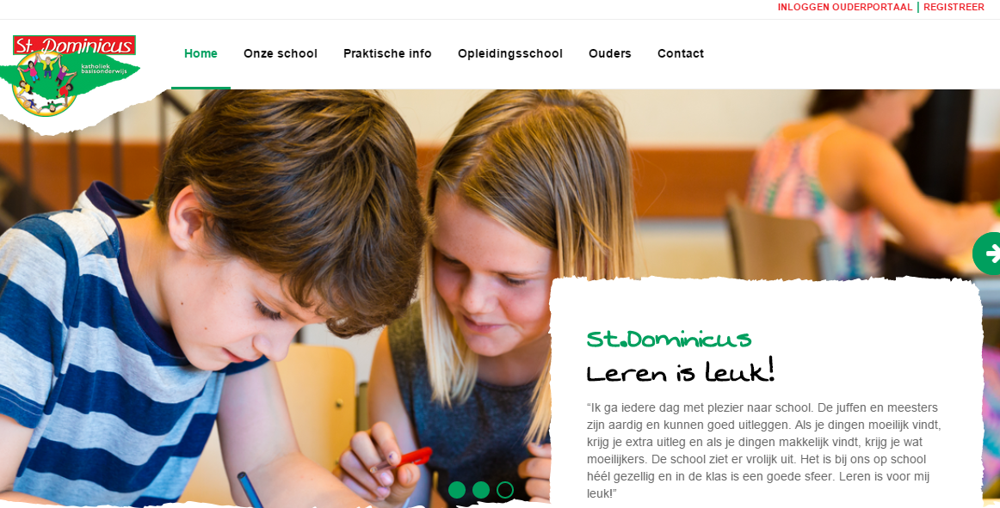 INLOGGEN OUDERPORTAAL | REGISTREER
St. Dominicus
katholiek
basisonderwijs
Home Onze school Praktische info Opleidingsschool Ouders Contact
St.Dominicus
Leren is leuk!
“Ik ga iedere dag met plezier naar school. De juffen en meesters
zijn aardig en kunnen goed uitleggen. Als je dingen moeilijk vindt,
krijg je extra uitleg en als je dingen makkelijk vindt, krijg je wat
moeilijkers. De school ziet er vrolijk uit. Het is bij ons op school
héél gezellig en in de klas is een goede sfeer. Leren is voor mij
leuk!”